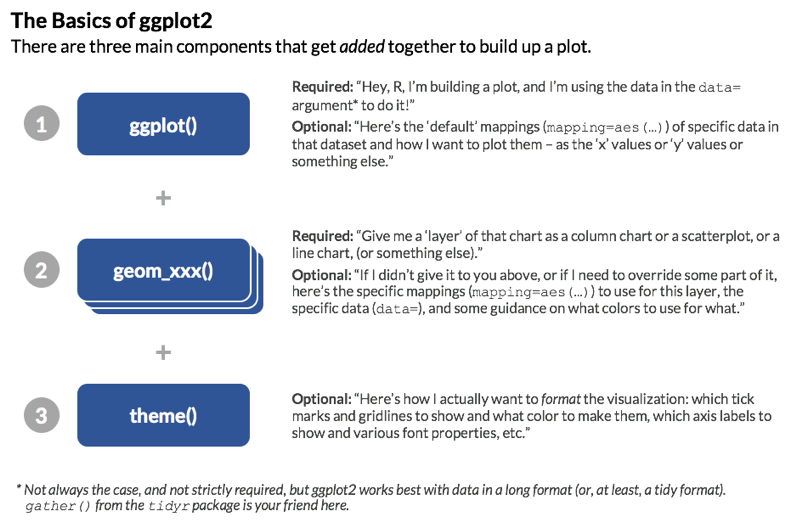 The Basics of ggplot2
There are three main components that get added together to build up a plot.
1
ggplot()
Required: “Hey, R, I’m building a plot, and I’m using the data in the data=
argument* to do it!”
Optional: “Here’s the ‘default’ mappings (mapping=aes(…)) of specific data in
that dataset and how I want to plot them – as the ‘x’ values or ‘y’ values or
something else.”
+
2
geom_xxx()
Required: “Give me a ‘layer’ of that chart as a column chart or a scatterplot, or a
line chart, (or something else).”
Optional: “If I didn’t give it to you above, or if I need to override some part of it,
here’s the specific mappings (mapping=aes(…)) to use for this layer, the
specific data (data=), and some guidance on what colors to use for what.”
+
3
theme()
Optional: “Here’s how I actually want to format the visualization: which tick
marks and gridlines to show and what color to make them, which axis labels to
show and various font properties, etc.”
* Not always the case, and not strictly required, but ggplot2 works best with data in a long format (or, at least, a tidy format).
gather() from the tidyr package is your friend here.